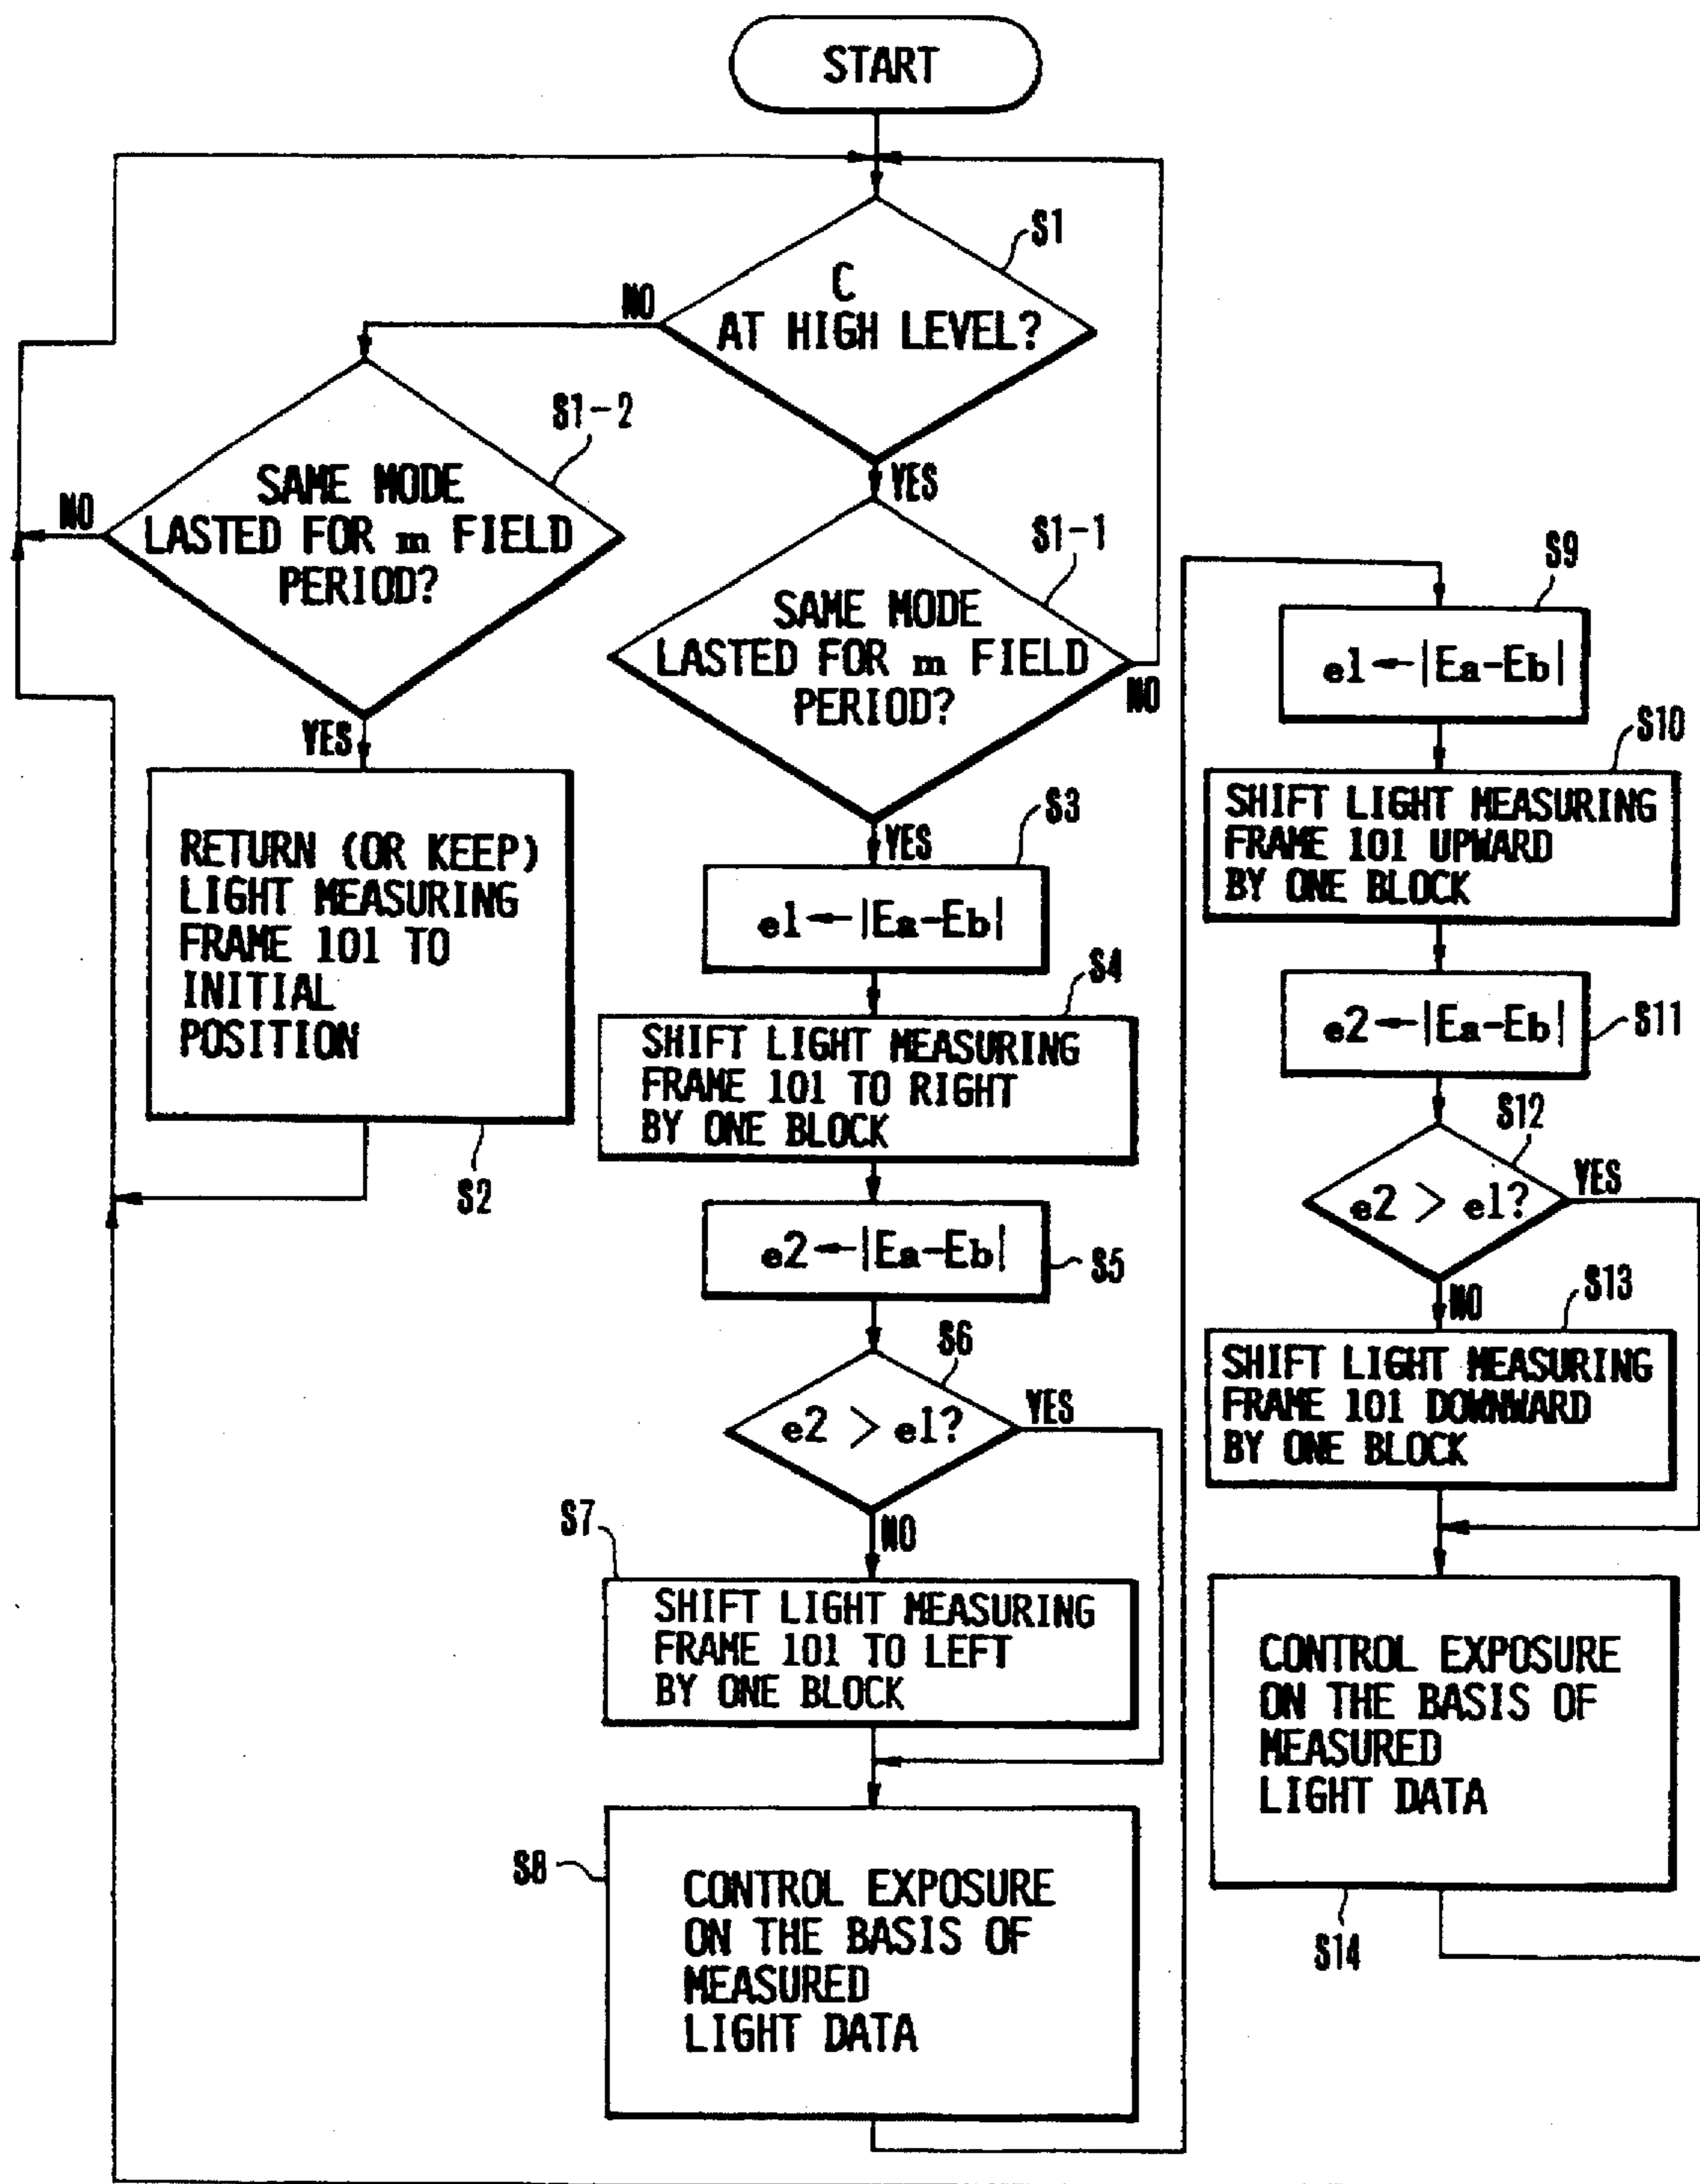 START
S1
C
AT HIGH LEVEL?
NO
YES
S1-2
SAME MODE
LASTED FOR m FIELD
PERIOD?
NO
YES
S1-1
SAME MODE
LASTED FOR m FIELD
PERIOD?
NO
YES
RETURN (OR KEEP)
LIGHT MEASURING
FRAME 101 TO
INITIAL
POSITION
S2
S3
e1←|Ea-Eb|
S4
SHIFT LIGHT MEASURING
FRAME 101 TO RIGHT
BY ONE BLOCK
e2←|Ea-Eb|
S5
S6
e2 > e1?
YES
NO
S7
SHIFT LIGHT MEASURING
FRAME 101 TO LEFT
BY ONE BLOCK
S8
CONTROL EXPOSURE
ON THE BASIS OF
MEASURED
LIGHT DATA
S9
e1←|Ea-Eb|
S10
SHIFT LIGHT MEASURING
FRAME 101 UPWARD
BY ONE BLOCK
e2←|Ea-Eb|
S11
S12
e2 > e1?
YES
NO
S13
SHIFT LIGHT MEASURING
FRAME 101 DOWNWARD
BY ONE BLOCK
CONTROL EXPOSURE
ON THE BASIS OF
MEASURED
LIGHT DATA
S14